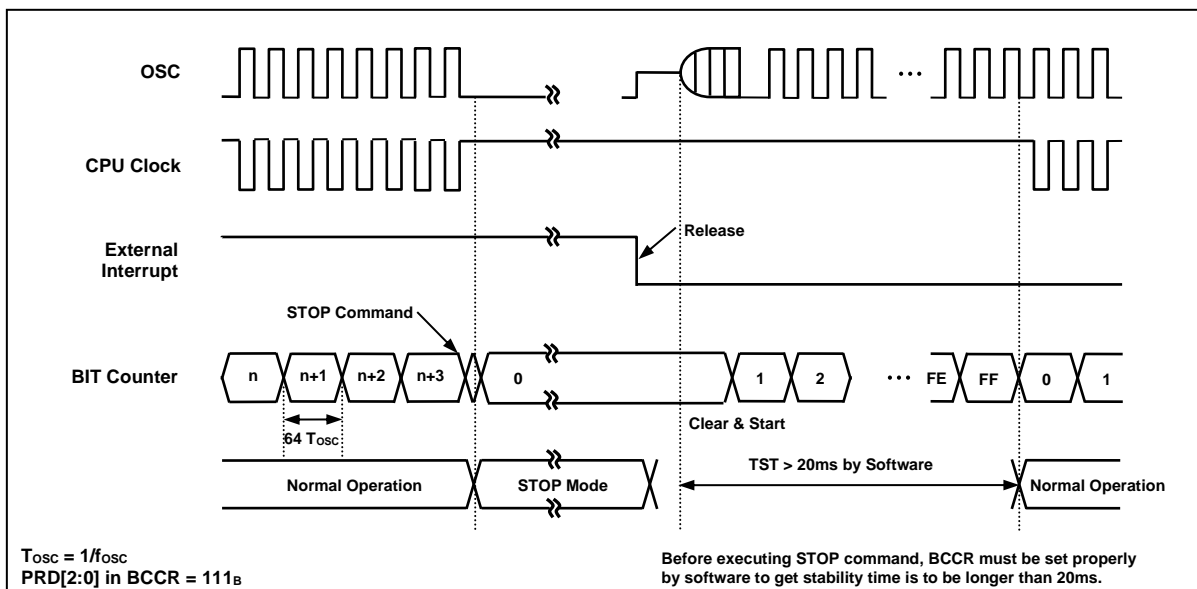 OSC
CPU Clock
Release
External
Interrupt
STOP Command
BIT Counter
n
n+1
n+2
n+3
0
1
2
FE
FF
0
1
64 TOSC
Clear & Start
TST > 20ms by Software
Normal Operation
STOP Mode
Normal Operation
TOSC = 1/fOSC
PRD[2:0] in BCCR = 111B
Before executing STOP command, BCCR must be set properly
by software to get stability time is to be longer than 20ms.